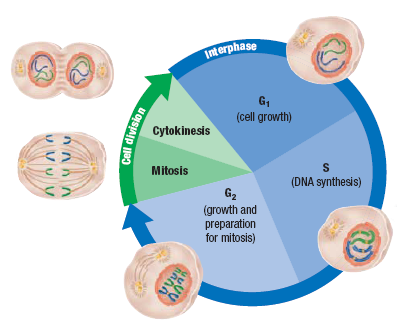 Interphase
G1
(cell growth)
S
(DNA synthesis)
G2
(growth and
preparation
for mitosis)
Mitosis
Cytokinesis
Cell division